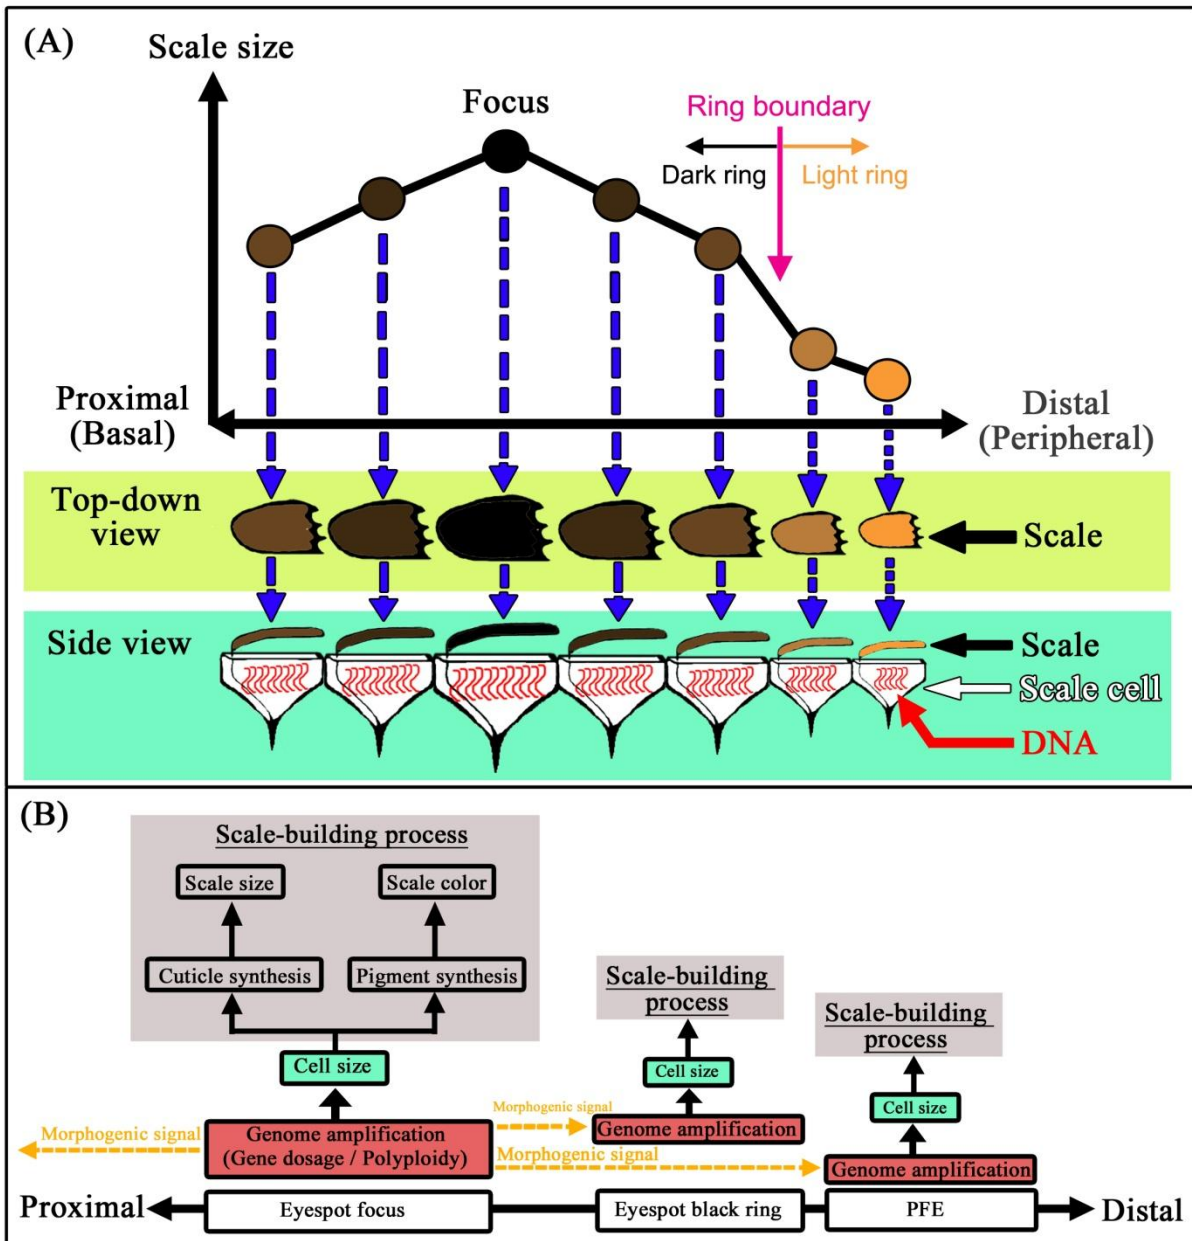 (A)
Scale size
Focus
Ring boundary
Dark ring
Light ring
Proximal
(Basal)
Distal
(Peripheral)
Top-down
view
Scale
Side view
Scale
Scale cell
DNA
(B)
Scale-building process
Scale size
Scale color
Cuticle synthesis
Pigment synthesis
Cell size
Scale-building
process
Cell size
Scale-building
process
Cell size
Morphogenic signal
Genome amplification
(Gene dosage / Polyploidy)
Morphogenic signal
Genome amplification
Morphogenic signal
Genome amplification
Proximal
Eyespot focus
Eyespot black ring
PFE
Distal